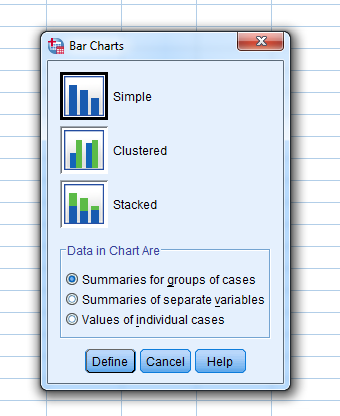 Bar Charts
Simple
Clustered
Stacked
Data in Chart Are
Summaries for groups of cases
Summaries of separate variables
Values of individual cases
Define Cancel Help